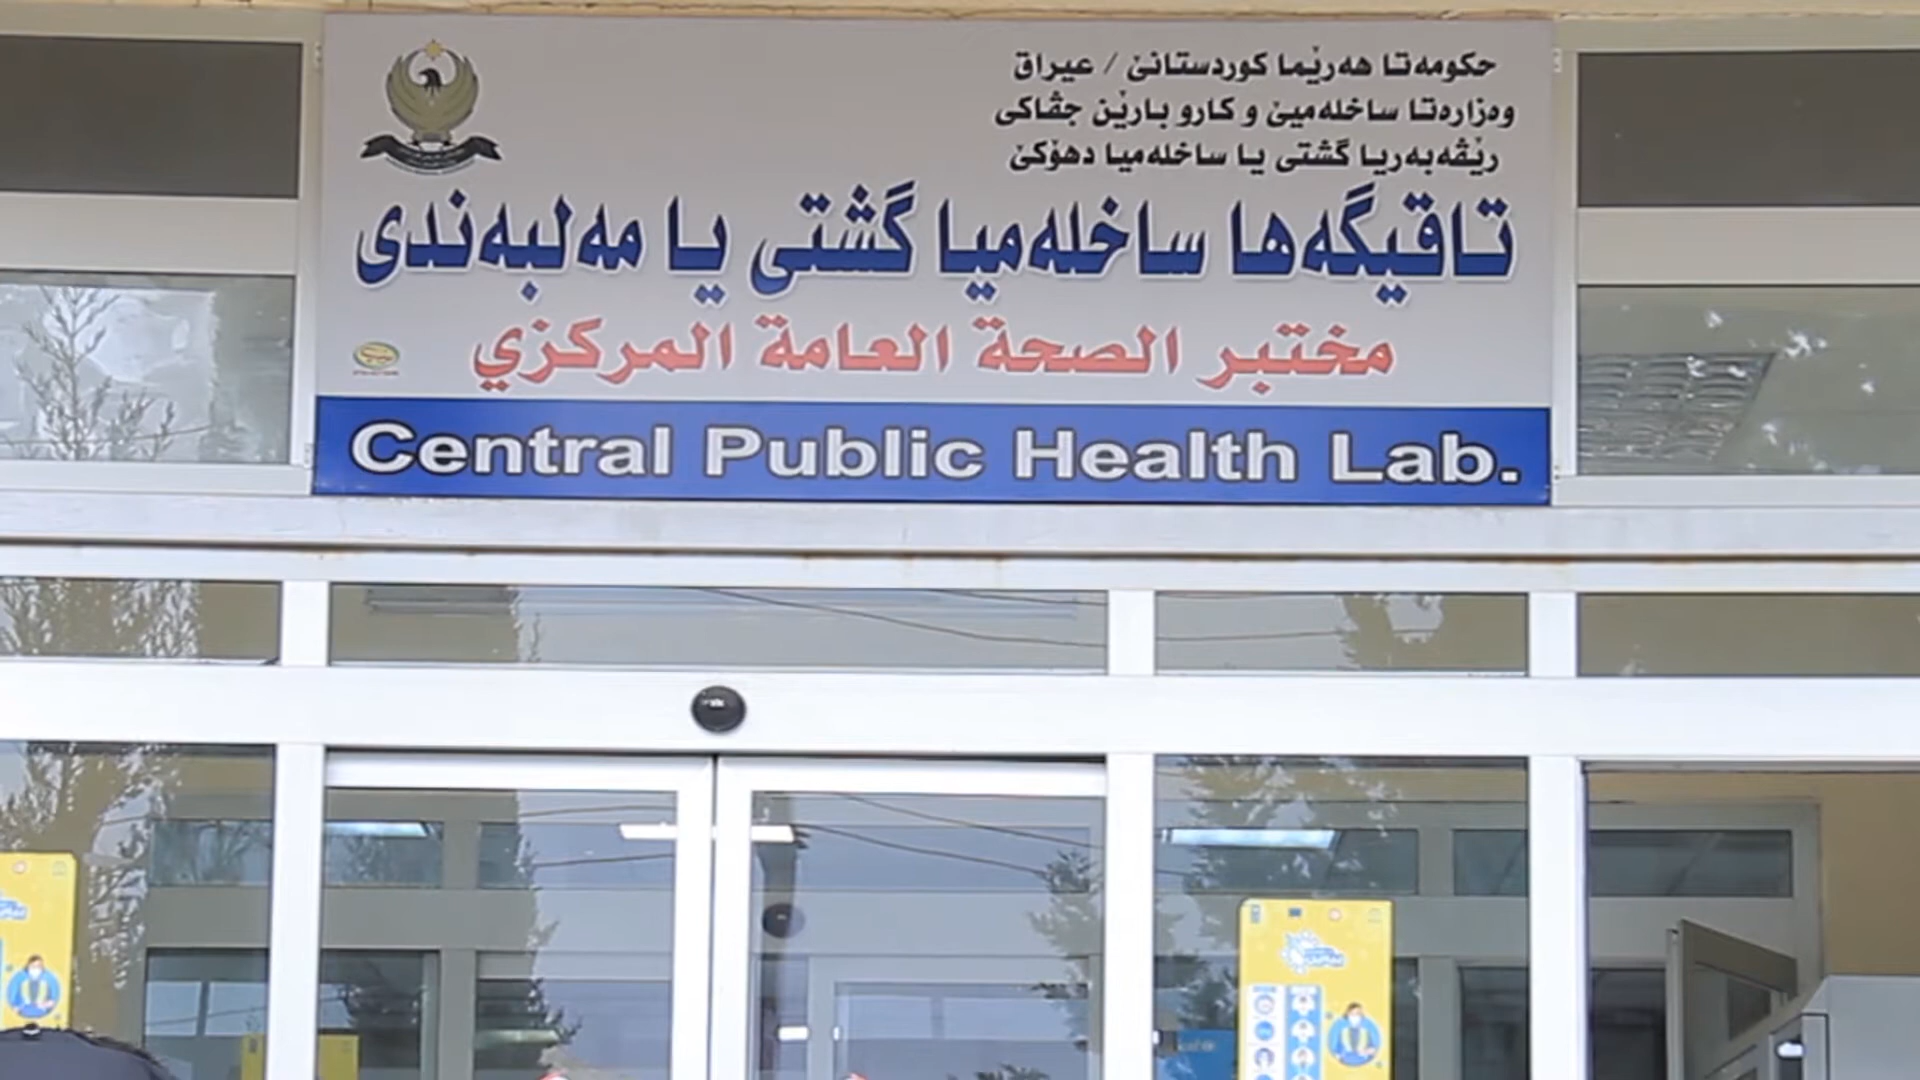 حکومەتا هەرێما کوردستانێ / عیراق
وەزارەتا ساخلەمیێ و کارو بارێن جڤاکی
رێڤەبەریا گشتی یا ساخلەمیا دهۆکێ
تاقیگەها ساخلەمیا گشتی یا مەلبەندی
مختبر الصحة العامة المركزي
Central Public Health Lab.